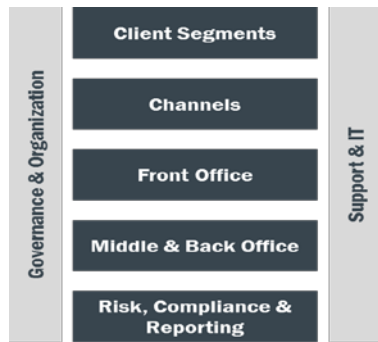 Governance & Organization
Client Segments
Channels
Front Office
Middle & Back Office
Risk, Compliance &
Reporting
Support & IT